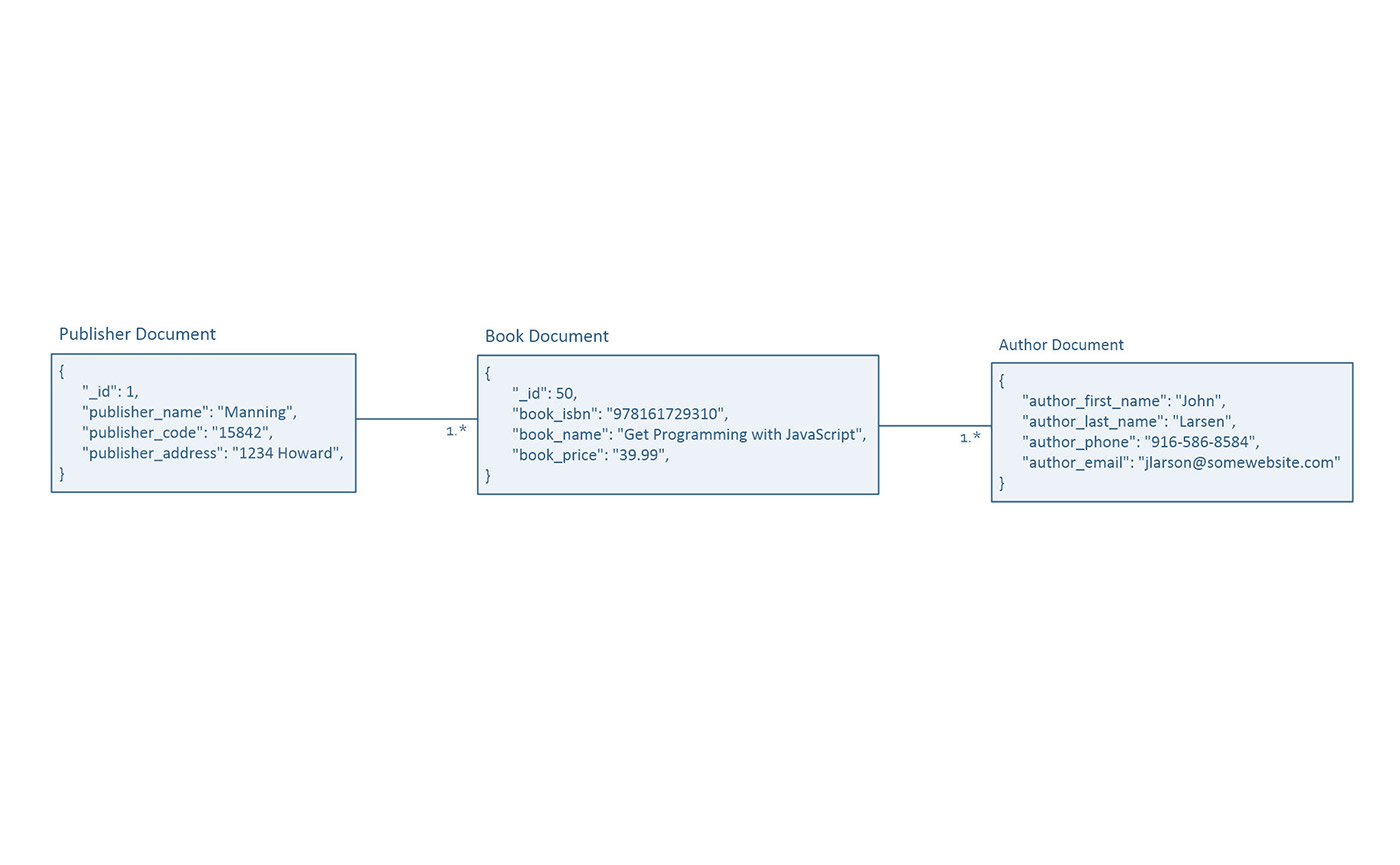 Publisher Document
{
"_id": 1,
"publisher_name": "Manning",
"publisher_code": "15842",
"publisher_address": "1234 Howard",
}
1.*
Book Document
{
"_id": 50,
"book_isbn": "978161729310",
"book_name": "Get Programming with JavaScript",
"book_price": "39.99",
}
1.*
Author Document
{
"author_first_name": "John",
"author_last_name": "Larsen",
"author_phone": "916-586-8584",
"author_email": "jlarson@somewebsite.com"
}